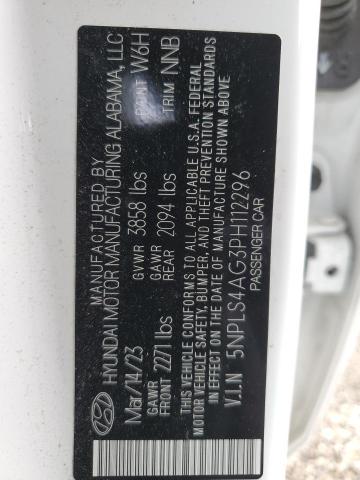 MANUFACTURED BY
HYUNDAI MOTOR MANUFACTURING ALABAMA, LLC
Mar/14/23 GVWR 3858 lbs PAINT W6H
GAWR FRONT 2271 lbs GAWR REAR 2094 lbs TRIM NNB
THIS VEHICLE CONFORMS TO ALL APPLICABLE U.S.A. FEDERAL
MOTOR VEHICLE SAFETY, BUMPER, AND THEFT PREVENTION STANDARDS
IN EFFECT ON THE DATE OF MANUFACTURE SHOWN ABOVE
V.I.N 5NPLS4AG3PH112296
PASSENGER CAR